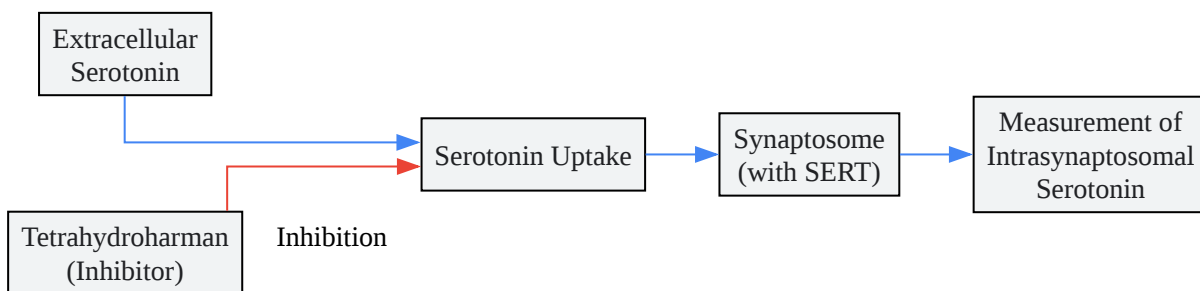 Extracellular
Serotonin
Serotonin Uptake
Synaptosome
(with SERT)
Measurement of
Intrasynaptosomal
Serotonin
Tetrahydroharman
(Inhibitor)
Inhibition